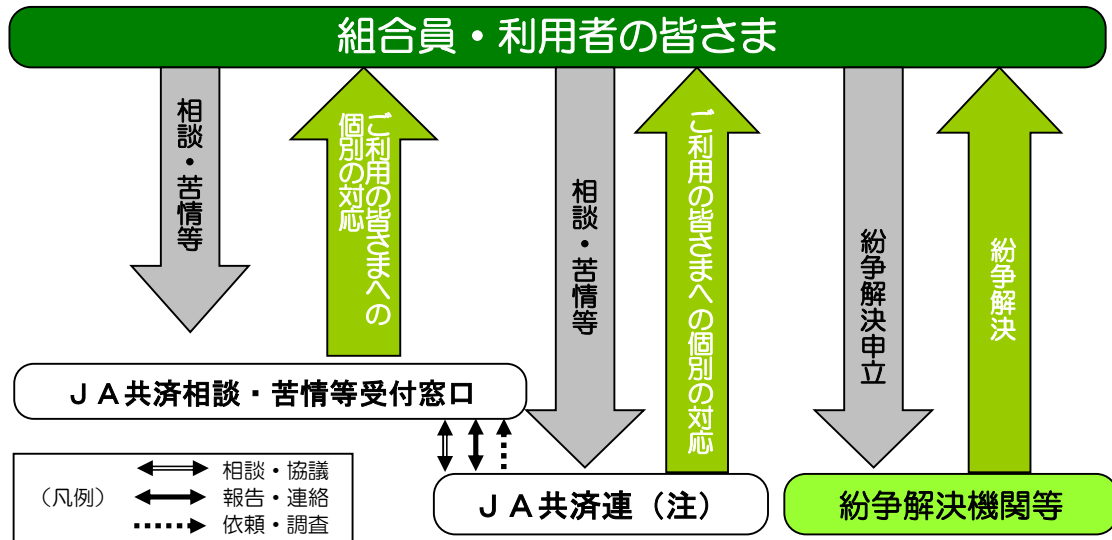 組合員・利用者の皆さま
相談・苦情等
ご利用の皆さまへの
個別の対応
相談・苦情等
ご利用の皆さまへの個別の対応
紛争解決申立
紛争解決
ＪＡ共済相談・苦情等受付窓口
ＪＡ共済連（注）
紛争解決機関等
（凡例）
相談・協議
報告・連絡
依頼・調査